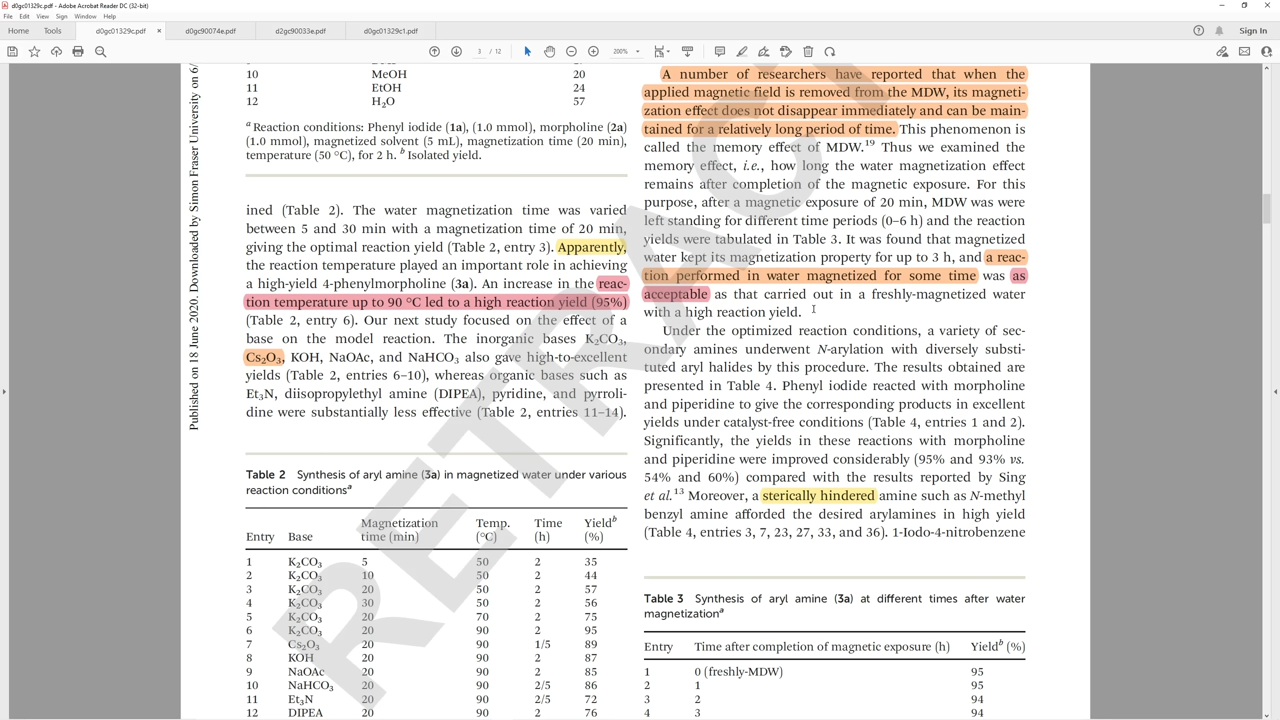 d0gc01329c.pdf - Adobe Acrobat Reader DC (32-bit)
File Edit View Sign Window Help
Home Tools d0gc01329c.pdf × d0gc90074e.pdf d2gc90033e.pdf d0gc01329c1.pdf Sign In
3 / 12 200%
Published on 18 June 2020. Downloaded by Simon Fraser University on 6/
10 MeOH 20
11 EtOH 24
12 H₂O 57
ᵃ Reaction conditions: Phenyl iodide (1a), (1.0 mmol), morpholine (2a)
(1.0 mmol), magnetized solvent (5 mL), magnetization time (20 min),
temperature (50 °C), for 2 h. ᵇ Isolated yield.
ined (Table 2). The water magnetization time was varied
between 5 and 30 min with a magnetization time of 20 min,
giving the optimal reaction yield (Table 2, entry 3). Apparently,
the reaction temperature played an important role in achieving
a high-yield 4-phenylmorpholine (3a). An increase in the reac-
tion temperature up to 90 °C led to a high reaction yield (95%)
(Table 2, entry 6). Our next study focused on the effect of a
base on the model reaction. The inorganic bases K₂CO₃,
Cs₂O₃, KOH, NaOAc, and NaHCO₃ also gave high-to-excellent
yields (Table 2, entries 6–10), whereas organic bases such as
Et₃N, diisopropylethyl amine (DIPEA), pyridine, and pyrroli-
dine were substantially less effective (Table 2, entries 11–14).
Table 2 Synthesis of aryl amine (3a) in magnetized water under various
reaction conditionsᵃ
Entry Base Magnetization time (min) Temp. (°C) Time (h) Yieldᵇ (%)
1 K₂CO₃ 5 50 2 35
2 K₂CO₃ 10 50 2 44
3 K₂CO₃ 20 50 2 57
4 K₂CO₃ 30 50 2 56
5 K₂CO₃ 20 70 2 75
6 K₂CO₃ 20 90 2 95
7 Cs₂O₃ 20 90 1/5 89
8 KOH 20 90 2 87
9 NaOAc 20 90 2 85
10 NaHCO₃ 20 90 2/5 86
11 Et₃N 20 90 2/5 72
12 DIPEA 20 90 2 76
A number of researchers have reported that when the
applied magnetic field is removed from the MDW, its magneti-
zation effect does not disappear immediately and can be main-
tained for a relatively long period of time. This phenomenon is
called the memory effect of MDW.¹⁹ Thus we examined the
memory effect, i.e., how long the water magnetization effect
remains after completion of the magnetic exposure. For this
purpose, after a magnetic exposure of 20 min, MDW was were
left standing for different time periods (0–6 h) and the reaction
yields were tabulated in Table 3. It was found that magnetized
water kept its magnetization property for up to 3 h, and a reac-
tion performed in water magnetized for some time was as
acceptable as that carried out in a freshly-magnetized water
with a high reaction yield.
Under the optimized reaction conditions, a variety of sec-
ondary amines underwent N-arylation with diversely substi-
tuted aryl halides by this procedure. The results obtained are
presented in Table 4. Phenyl iodide reacted with morpholine
and piperidine to give the corresponding products in excellent
yields under catalyst-free conditions (Table 4, entries 1 and 2).
Significantly, the yields in these reactions with morpholine
and piperidine were improved considerably (95% and 93% vs.
54% and 60%) compared with the results reported by Sing
et al.¹³ Moreover, a sterically hindered amine such as N-methyl
benzyl amine afforded the desired arylamines in high yield
(Table 4, entries 3, 7, 23, 27, 33, and 36). 1-Iodo-4-nitrobenzene
Table 3 Synthesis of aryl amine (3a) at different times after water
magnetizationᵃ
Entry Time after completion of magnetic exposure (h) Yieldᵇ (%)
1 0 (freshly-MDW) 95
2 1 95
3 2 94
4 3 94
RETRAC